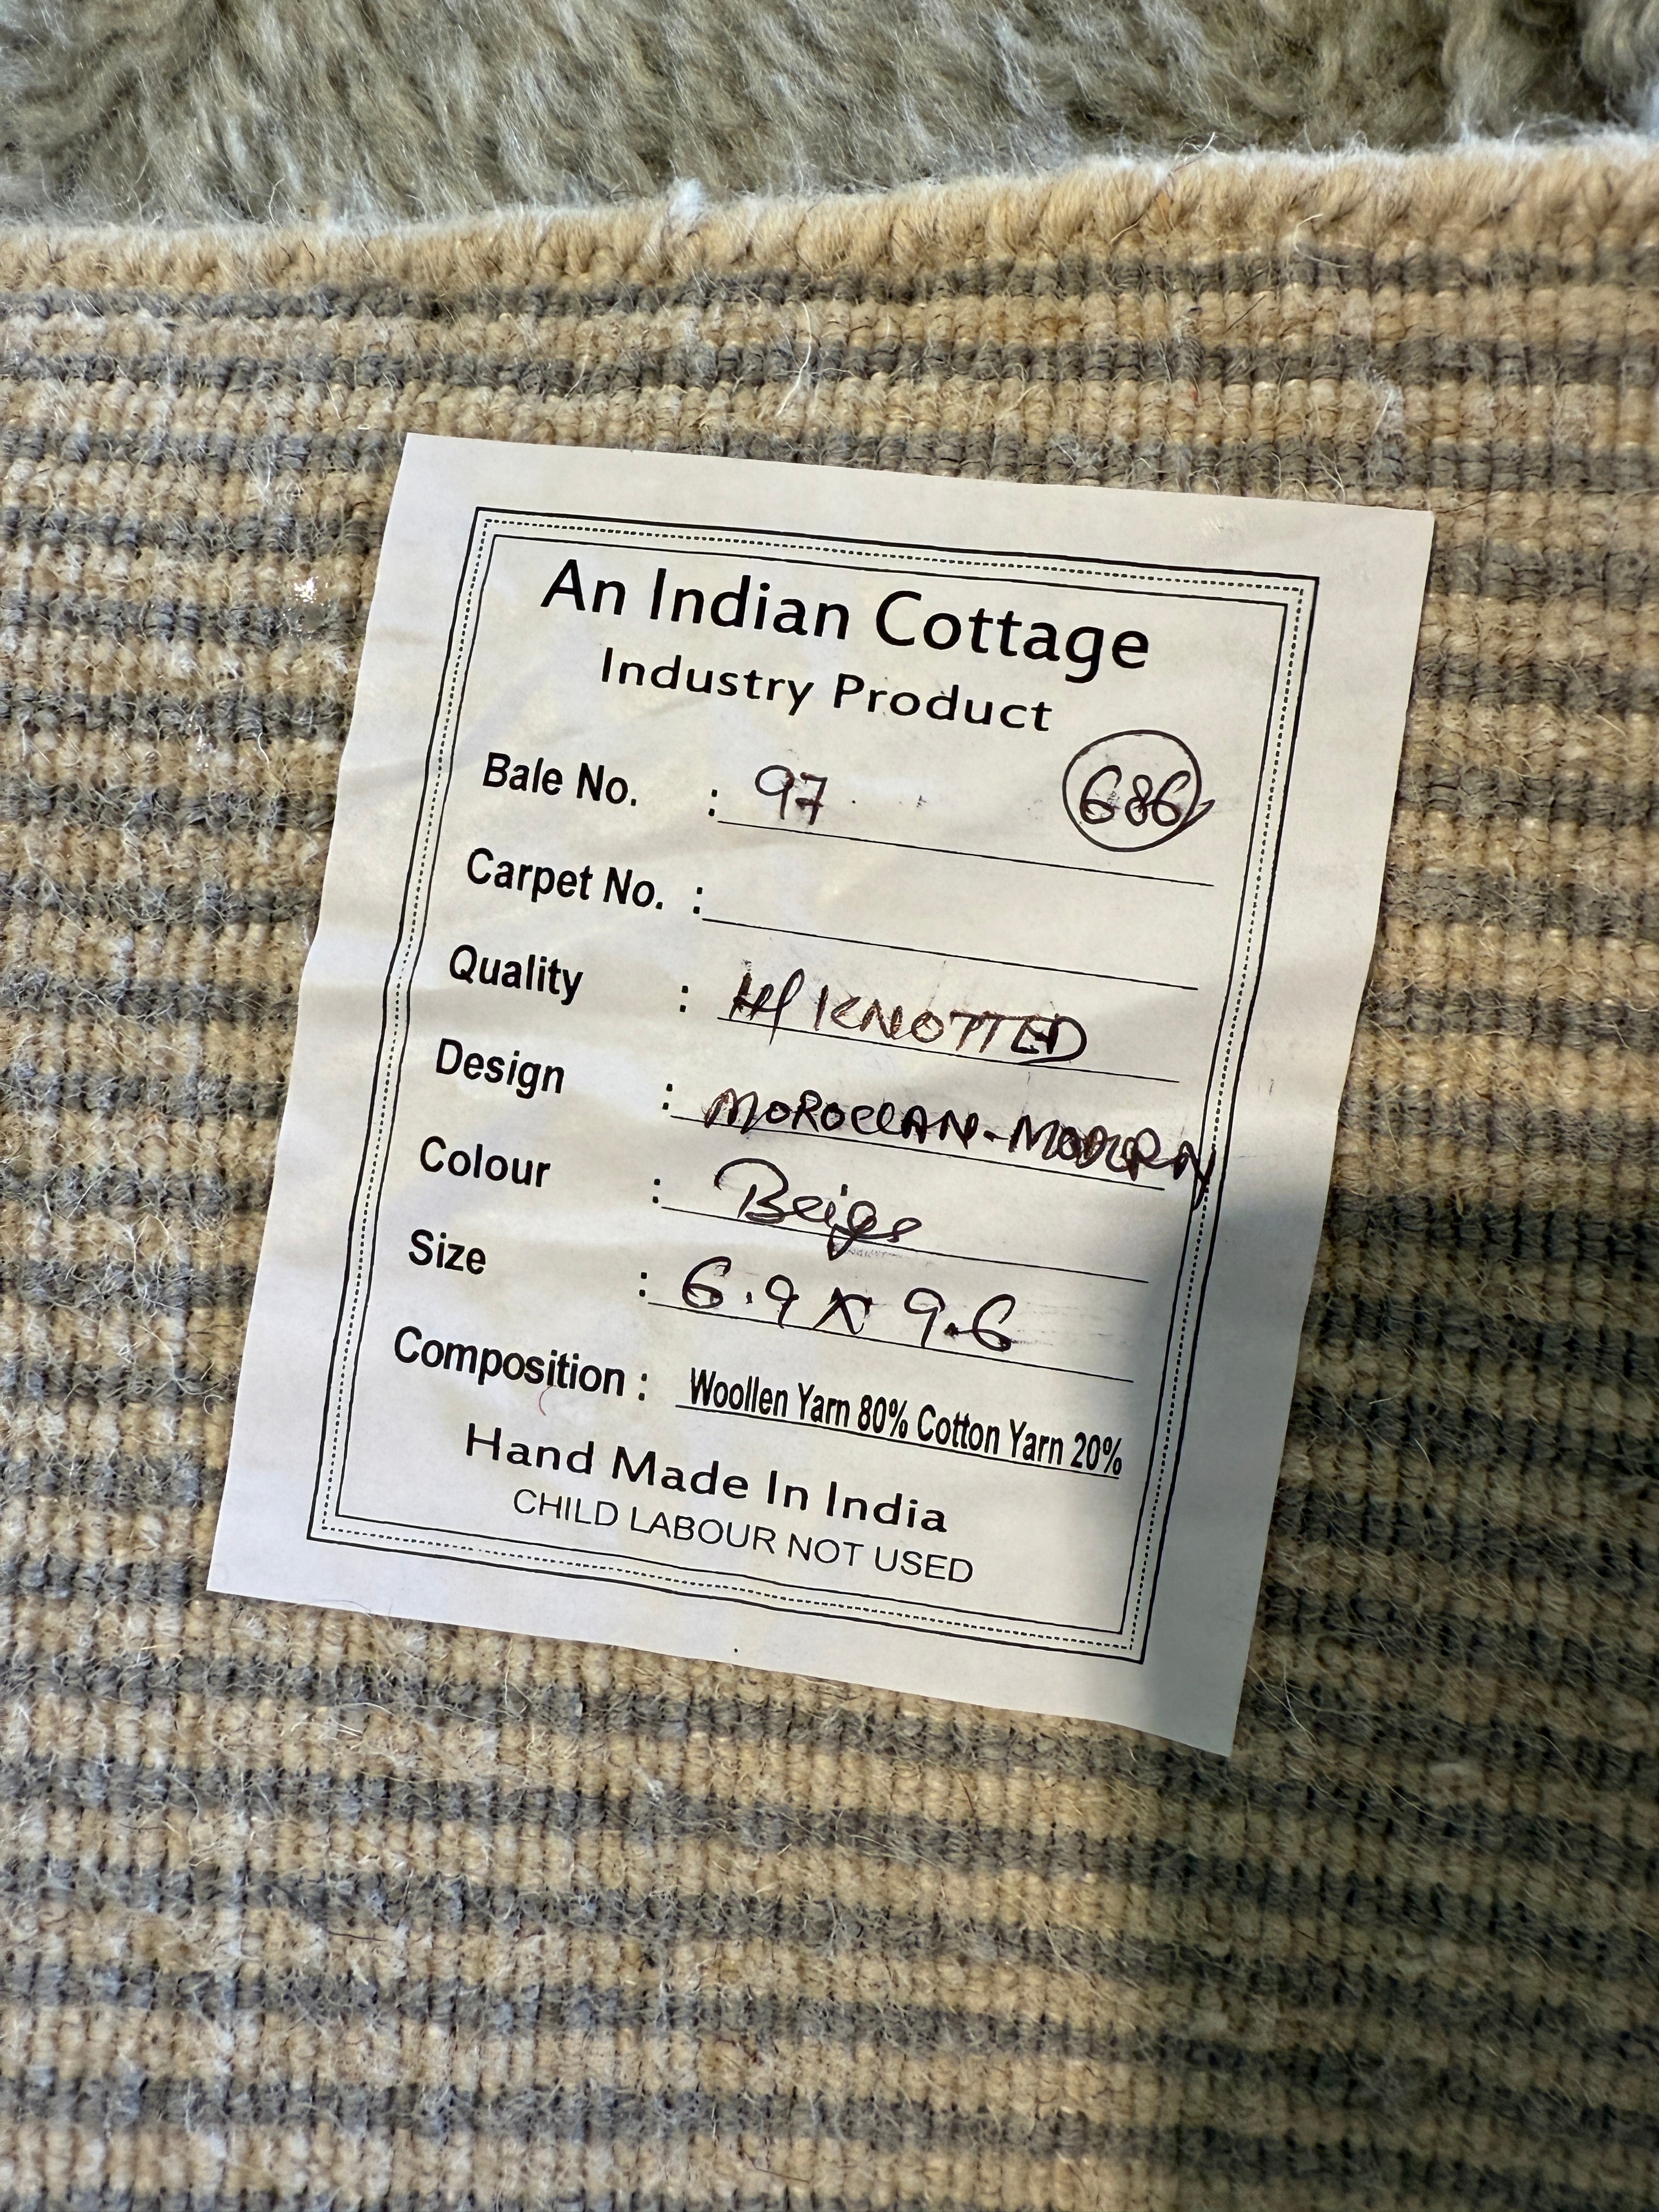 An Indian Cottage
Industry Product
Bale No. : 97 686
Carpet No. :
Quality : H/ KNOTTED
Design : MOROCCAN-MODERN
Colour : Beige
Size : 6.9 X 9.6
Composition : Woollen Yarn 80% Cotton Yarn 20%
Hand Made In India
CHILD LABOUR NOT USED